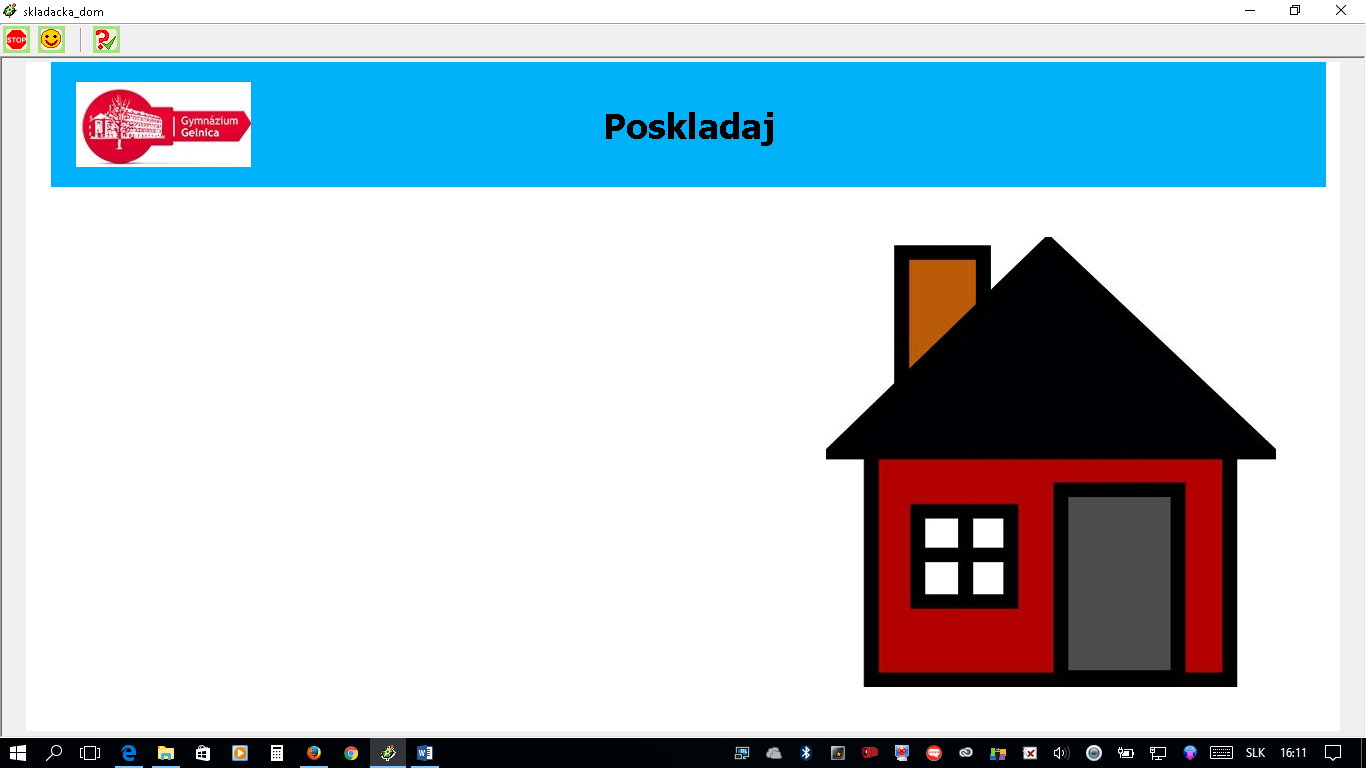 skladacka_dom
STOP
Gymnázium
Gelnica
Poskladaj
SLK
16:11